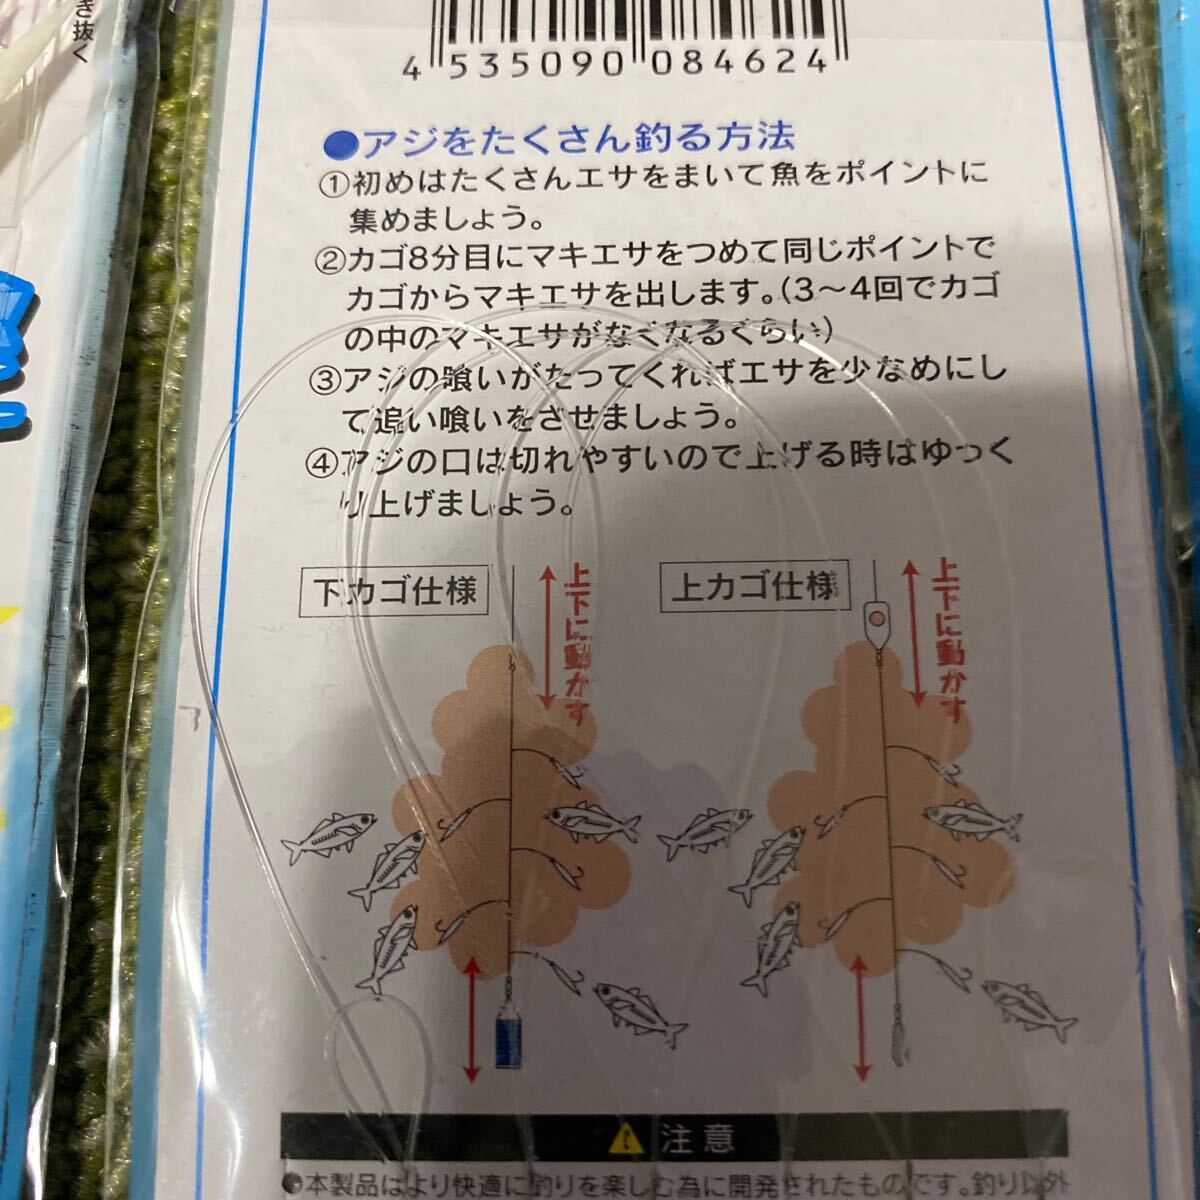 き抜く
4 535090 084624
●アジをたくさん釣る方法
①初めはたくさんエサをまいて魚をポイントに
集めましょう。
②カゴ8分目にマキエサをつめて同じポイントで
カゴからマキエサを出します。(3〜4回でカゴ
の中のマキエサがなくなるぐらい)
③アジの喰いがたってくればエサを少なめにし
て追い喰いをさせましょう。
④アジの口は切れやすいので上げる時はゆっく
り上げましょう。
下カゴ仕様
上下に動かす
上カゴ仕様
上下に動かす
注意
●本製品はより快適に釣りを楽しむ為に開発されたものです。釣り以外